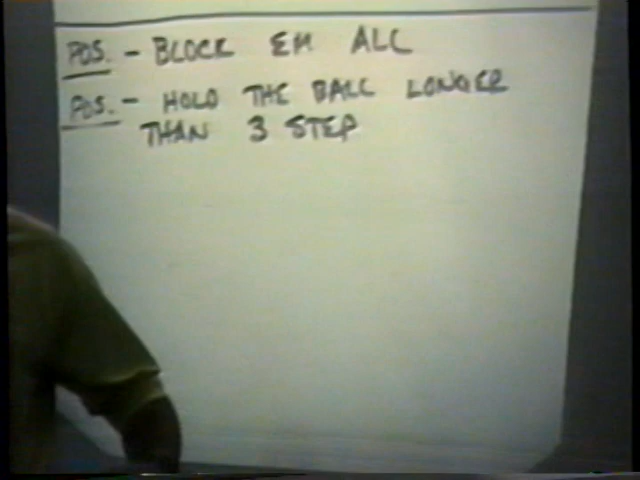 POS. - BLOCK EM ALL
POS. - HOLD THE BALL LONGER
THAN 3 STEP